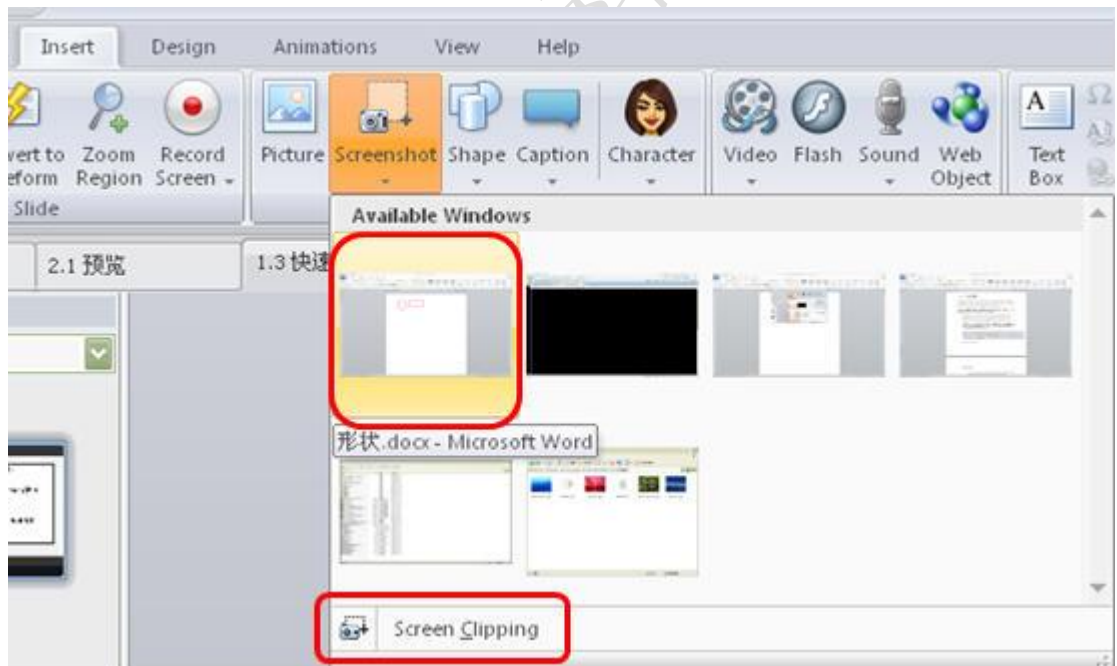 Insert Design Animations View Help
vert to Zoom Record Picture Screenshot Shape Caption Character Video Flash Sound Web Text
eform Region Screen Object Box
Slide
Available Windows
2.1 预览 1.3 快速
形状.docx - Microsoft Word
Screen Clipping